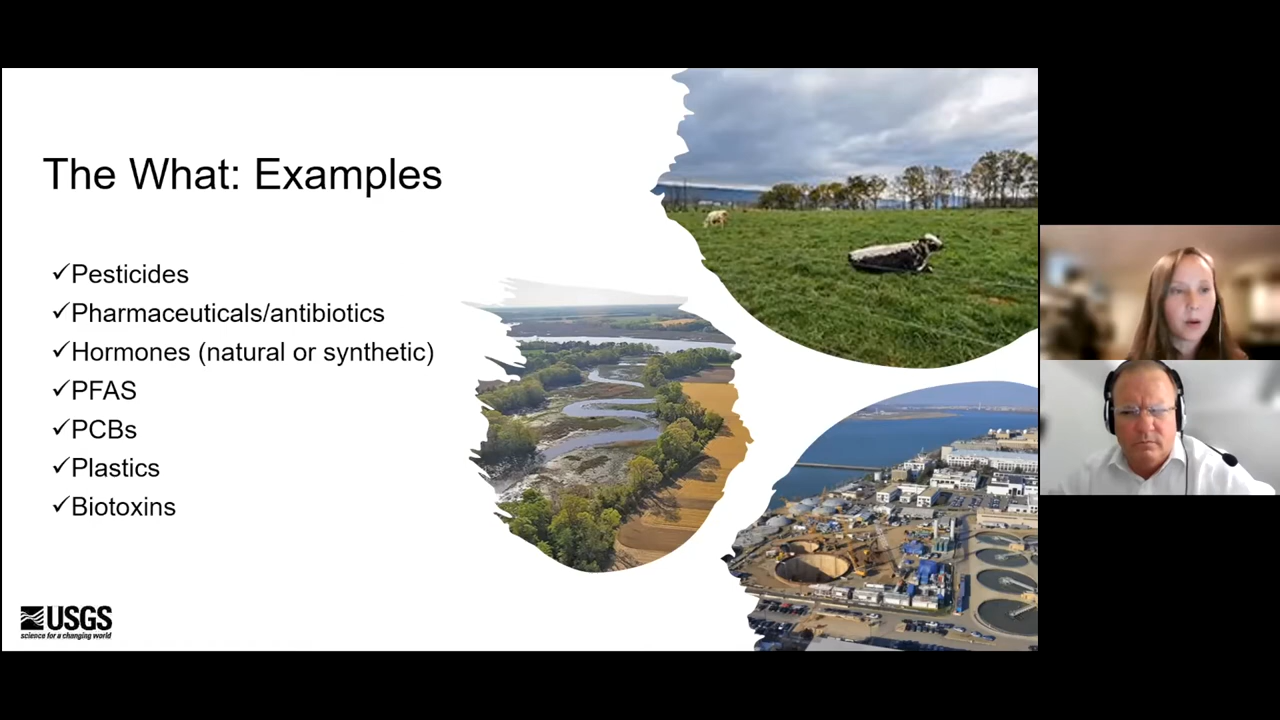 The What: Examples
✓Pesticides
✓Pharmaceuticals/antibiotics
✓Hormones (natural or synthetic)
✓PFAS
✓PCBs
✓Plastics
✓Biotoxins
USGS
science for a changing world